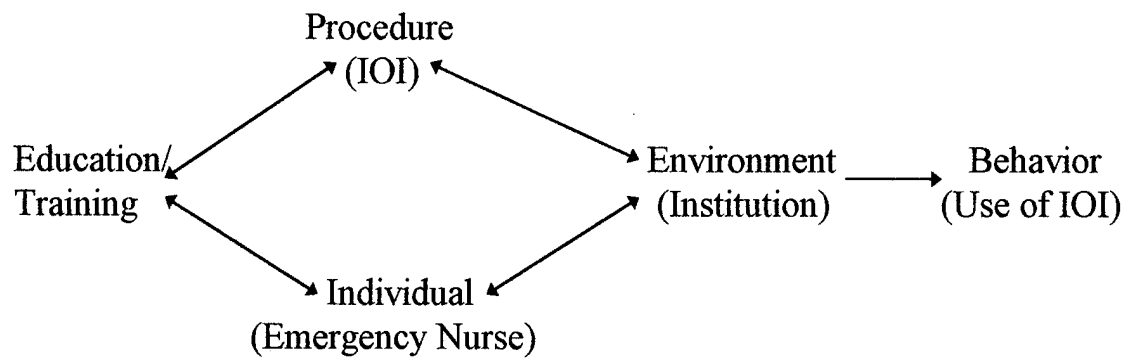 Procedure
(IOI)
Education/
Training
Environment
(Institution)
Behavior
(Use of IOI)
Individual
(Emergency Nurse)